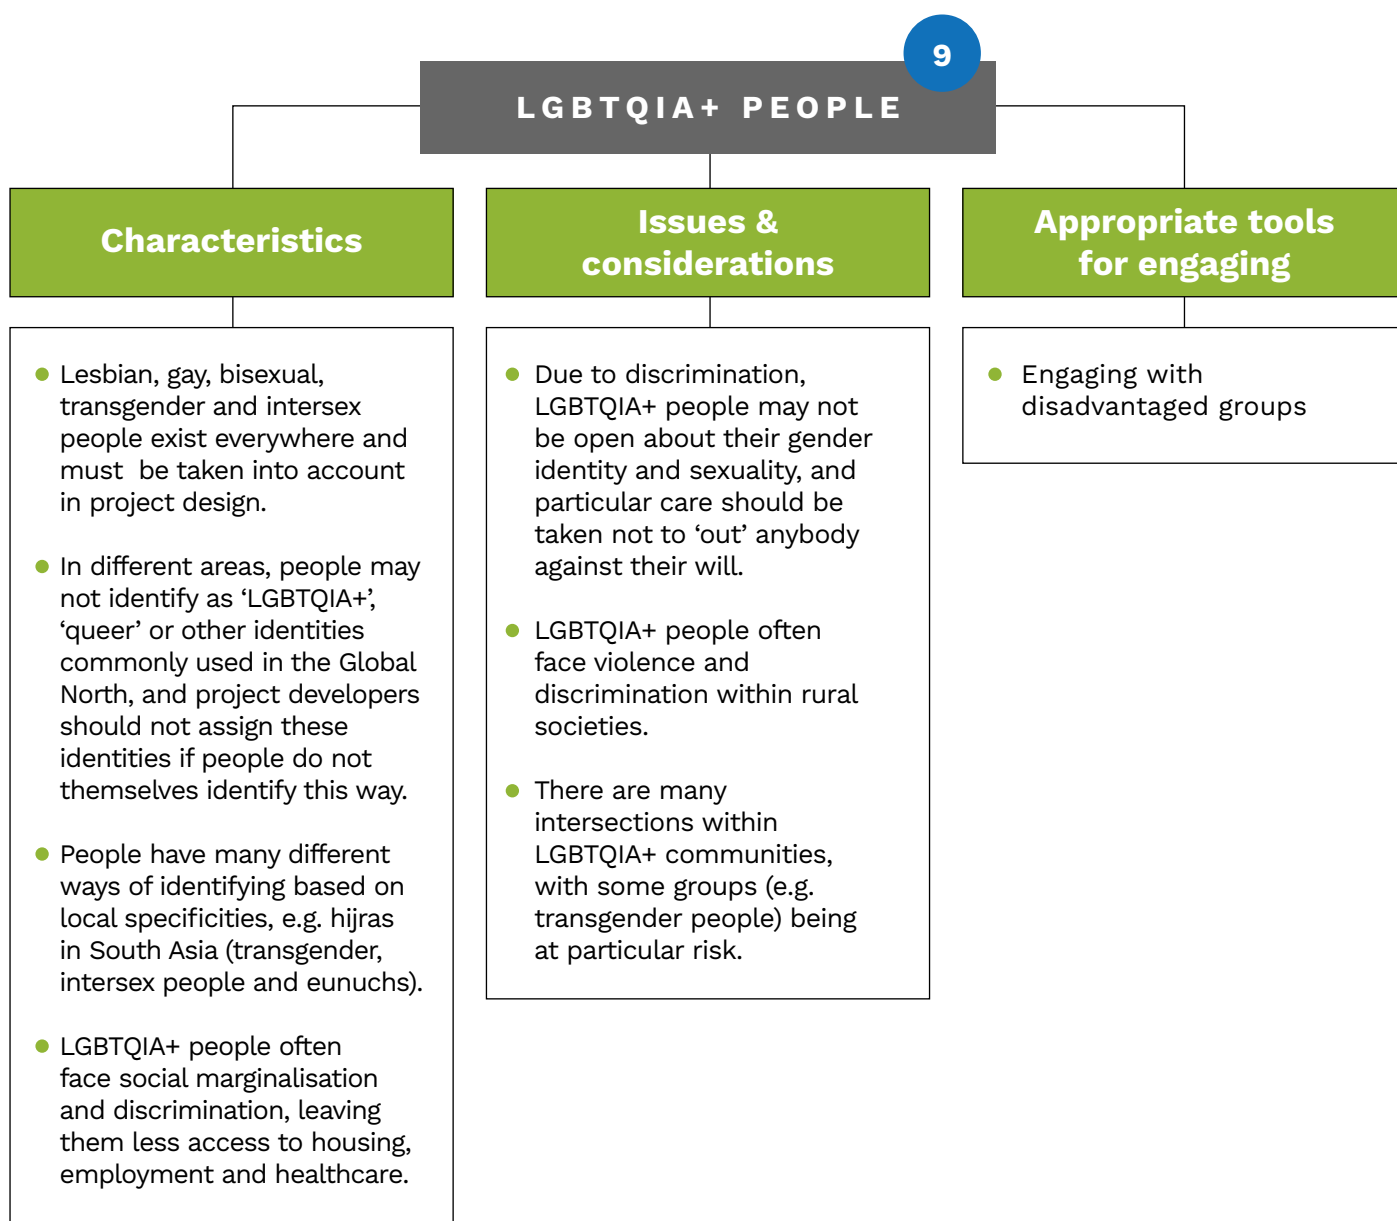 9
LGBTQIA+ PEOPLE
Characteristics
Lesbian, gay, bisexual,
transgender and intersex
people exist everywhere and
must  be taken into account
in project design.
In different areas, people may
not identify as ‘LGBTQIA+’,
‘queer’ or other identities
commonly used in the Global
North, and project developers
should not assign these
identities if people do not
themselves identify this way.
People have many different
ways of identifying based on
local specificities, e.g. hijras
in South Asia (transgender,
intersex people and eunuchs).
LGBTQIA+ people often
face social marginalisation
and discrimination, leaving
them less access to housing,
employment and healthcare.
Issues &
considerations
Due to discrimination,
LGBTQIA+ people may not
be open about their gender
identity and sexuality, and
particular care should be
taken not to ‘out’ anybody
against their will.
LGBTQIA+ people often
face violence and
discrimination within rural
societies.
There are many
intersections within
LGBTQIA+ communities,
with some groups (e.g.
transgender people) being
at particular risk.
Appropriate tools
for engaging
Engaging with
disadvantaged groups